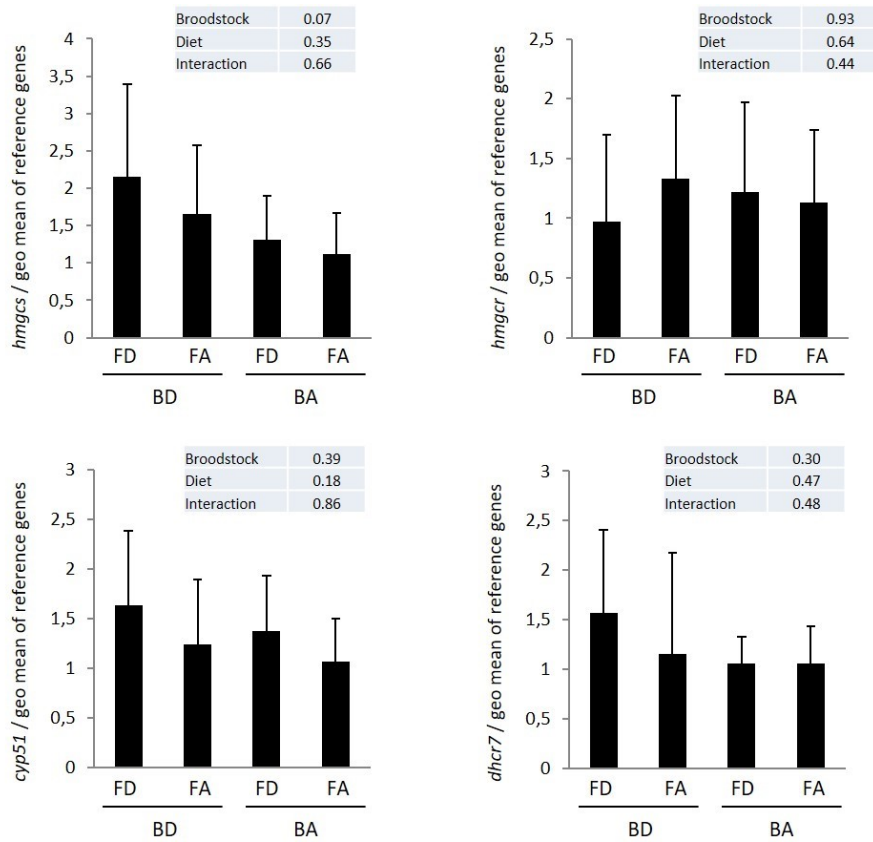 Broodstock 0.07
Diet 0.35
Interaction 0.66
hmgcs / geo mean of reference genes
4
3,5
3
2,5
2
1,5
1
0,5
0
FD FA FD FA
BD BA
Broodstock 0.93
Diet 0.64
Interaction 0.44
hmgcr / geo mean of reference genes
2,5
2
1,5
1
0,5
0
FD FA FD FA
BD BA
Broodstock 0.39
Diet 0.18
Interaction 0.86
cyp51 / geo mean of reference genes
3
2,5
2
1,5
1
0,5
0
FD FA FD FA
BD BA
Broodstock 0.30
Diet 0.47
Interaction 0.48
dhcr7 / geo mean of reference genes
3
2,5
2
1,5
1
0,5
0
FD FA FD FA
BD BA